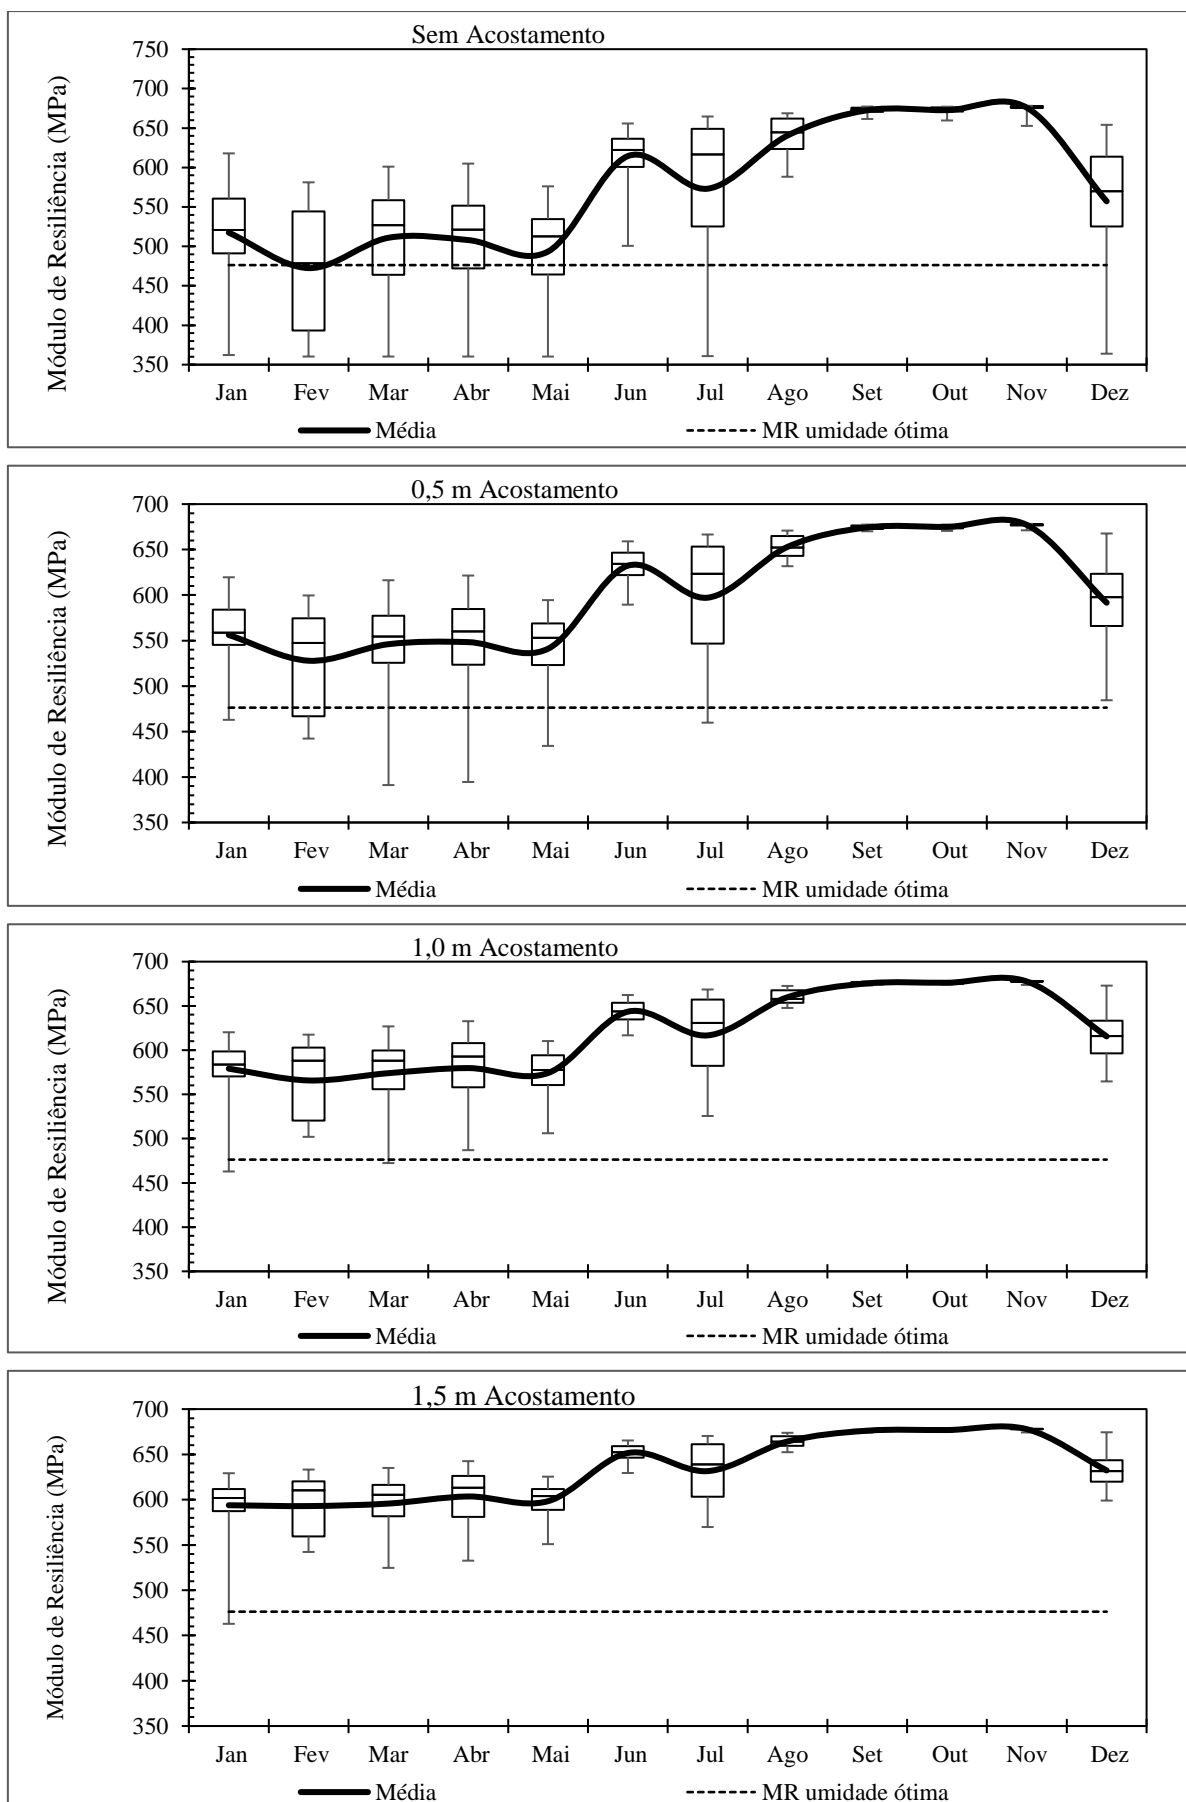 Sem Acostamento
Módulo de Resiliência (MPa)
750
700
650
600
550
500
450
400
350
Jan Fev Mar Abr Mai Jun Jul Ago Set Out Nov Dez
Média MR umidade ótima
0,5 m Acostamento
Módulo de Resiliência (MPa)
700
650
600
550
500
450
400
350
Jan Fev Mar Abr Mai Jun Jul Ago Set Out Nov Dez
Média MR umidade ótima
1,0 m Acostamento
Módulo de Resiliência (MPa)
700
650
600
550
500
450
400
350
Jan Fev Mar Abr Mai Jun Jul Ago Set Out Nov Dez
Média MR umidade ótima
1,5 m Acostamento
Módulo de Resiliência (MPa)
700
650
600
550
500
450
400
350
Jan Fev Mar Abr Mai Jun Jul Ago Set Out Nov Dez
Média MR umidade ótima